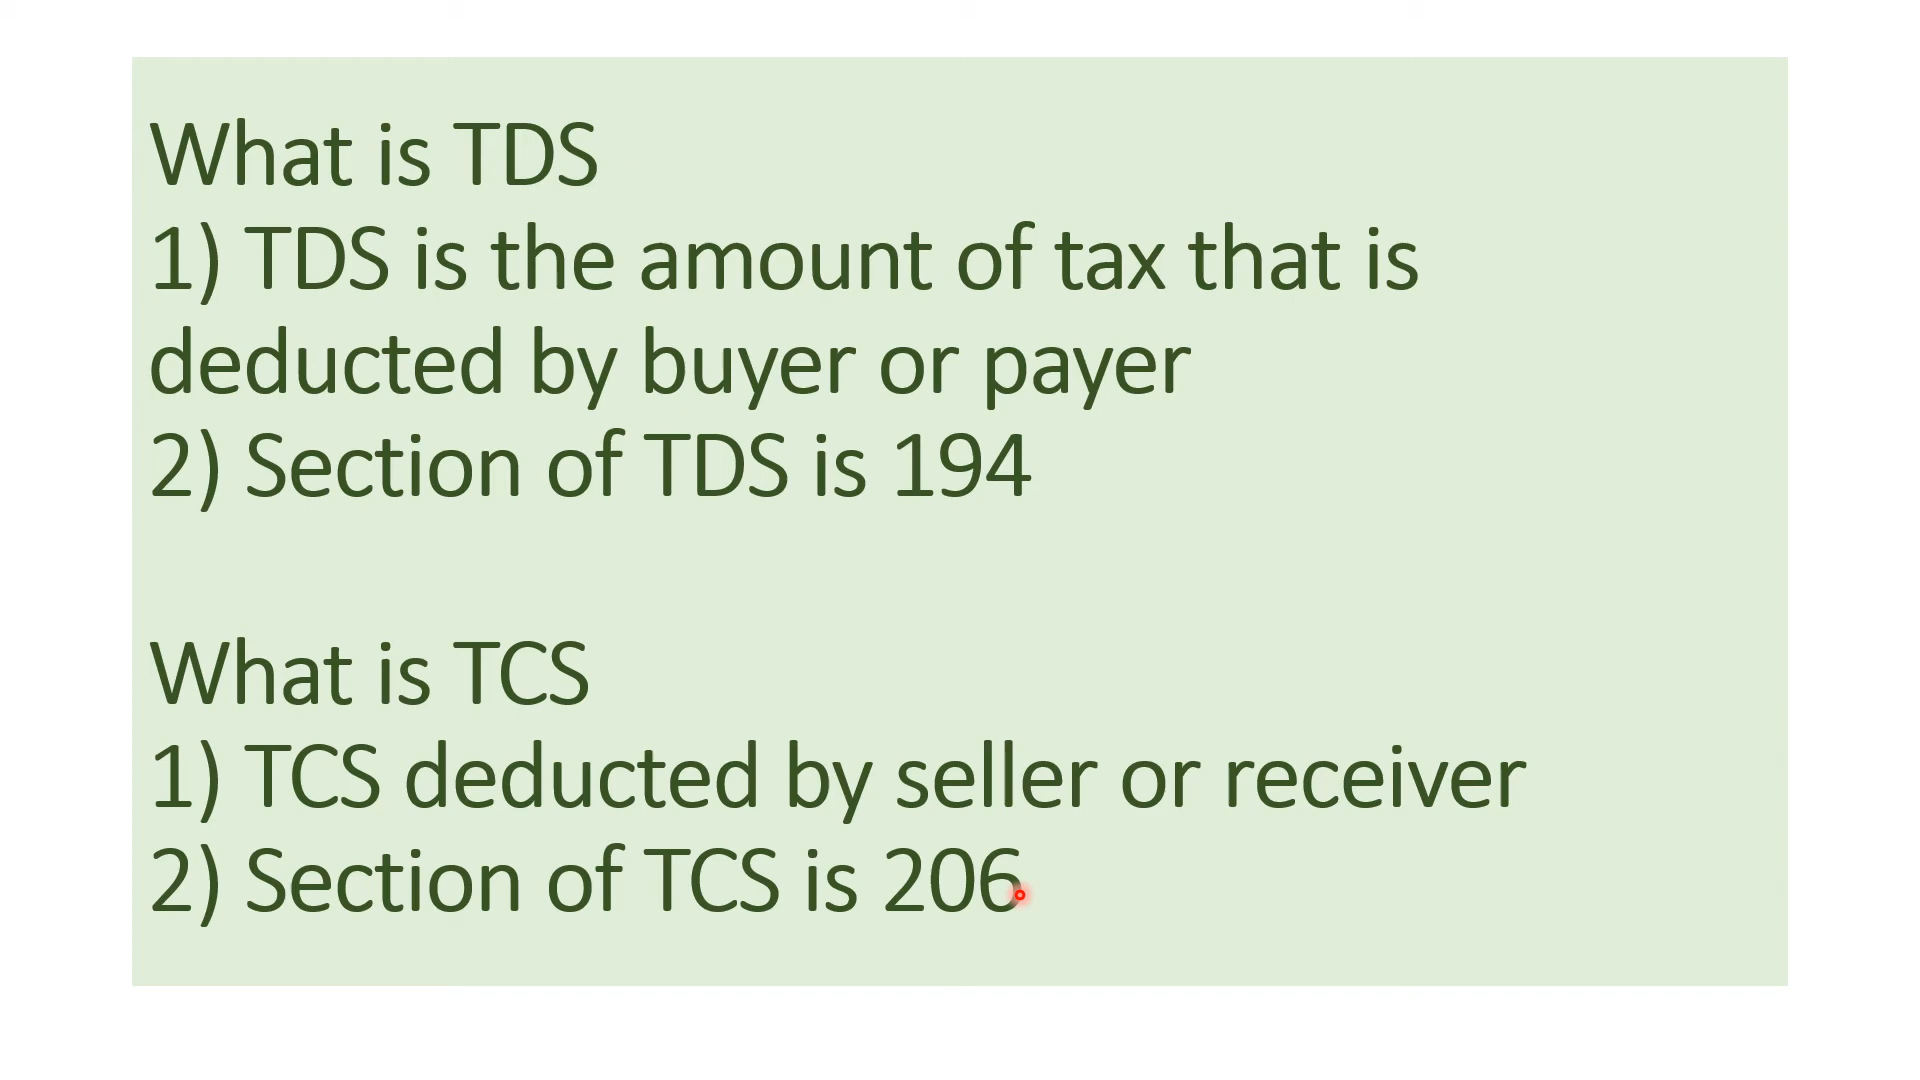 What is TDS
1) TDS is the amount of tax that is
deducted by buyer or payer
2) Section of TDS is 194
What is TCS
1) TCS deducted by seller or receiver
2) Section of TCS is 206